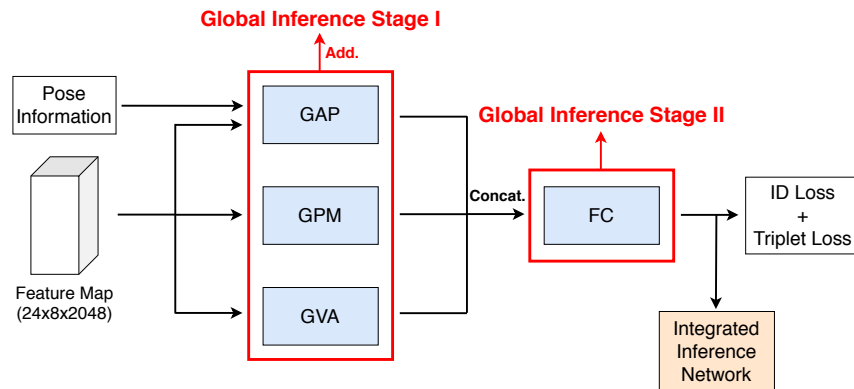 Global Inference Stage I
Add.
Pose
Information
GAP
Global Inference Stage II
GPM
Concat.
FC
ID Loss
+
Triplet Loss
Feature Map
(24x8x2048)
GVA
Integrated
Inference
Network